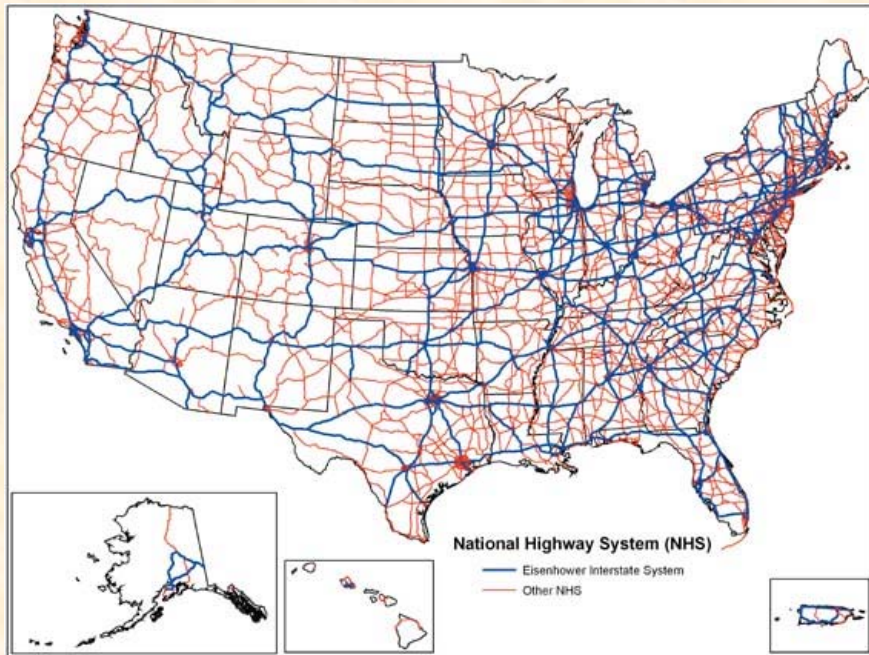 National Highway System (NHS)
Eisenhower Interstate System
Other NHS